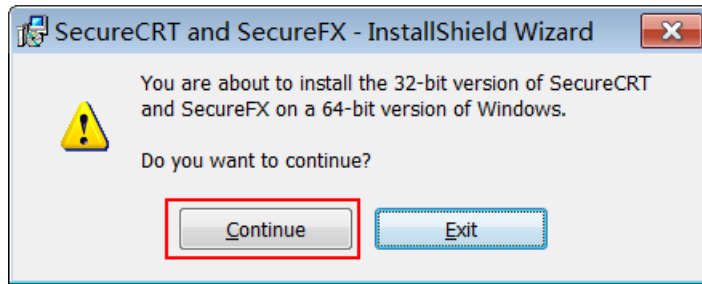 SecureCRT and SecureFX - InstallShield Wizard
You are about to install the 32-bit version of SecureCRT
and SecureFX on a 64-bit version of Windows.
Do you want to continue?
Continue
Exit